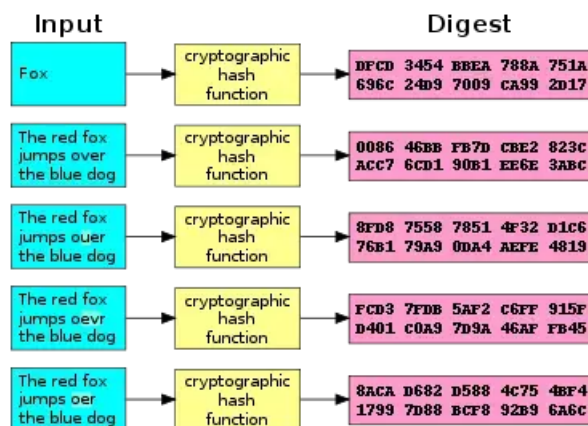 Input
Digest
Fox
cryptographic
hash
function
DFCD 3454 BBEA 788A 751A
696C 24D9 7009 CA99 2D17
The red fox
jumps over
the blue dog
cryptographic
hash
function
0086 46BB FB7D CBE2 823C
ACC7 6CD1 90B1 EE6E 3ABC
The red fox
jumps ouer
the blue dog
cryptographic
hash
function
8FD8 7558 7851 4F32 D1C6
76B1 79A9 0DA4 AEFE 4819
The red fox
jumps oevr
the blue dog
cryptographic
hash
function
FCD3 7FDB 5AF2 C6FF 915F
D401 C0A9 7D9A 46AF FB45
The red fox
jumps oer
the blue dog
cryptographic
hash
function
8ACA D682 D588 4C75 4BF4
1799 7D88 BCF8 92B9 6A6C